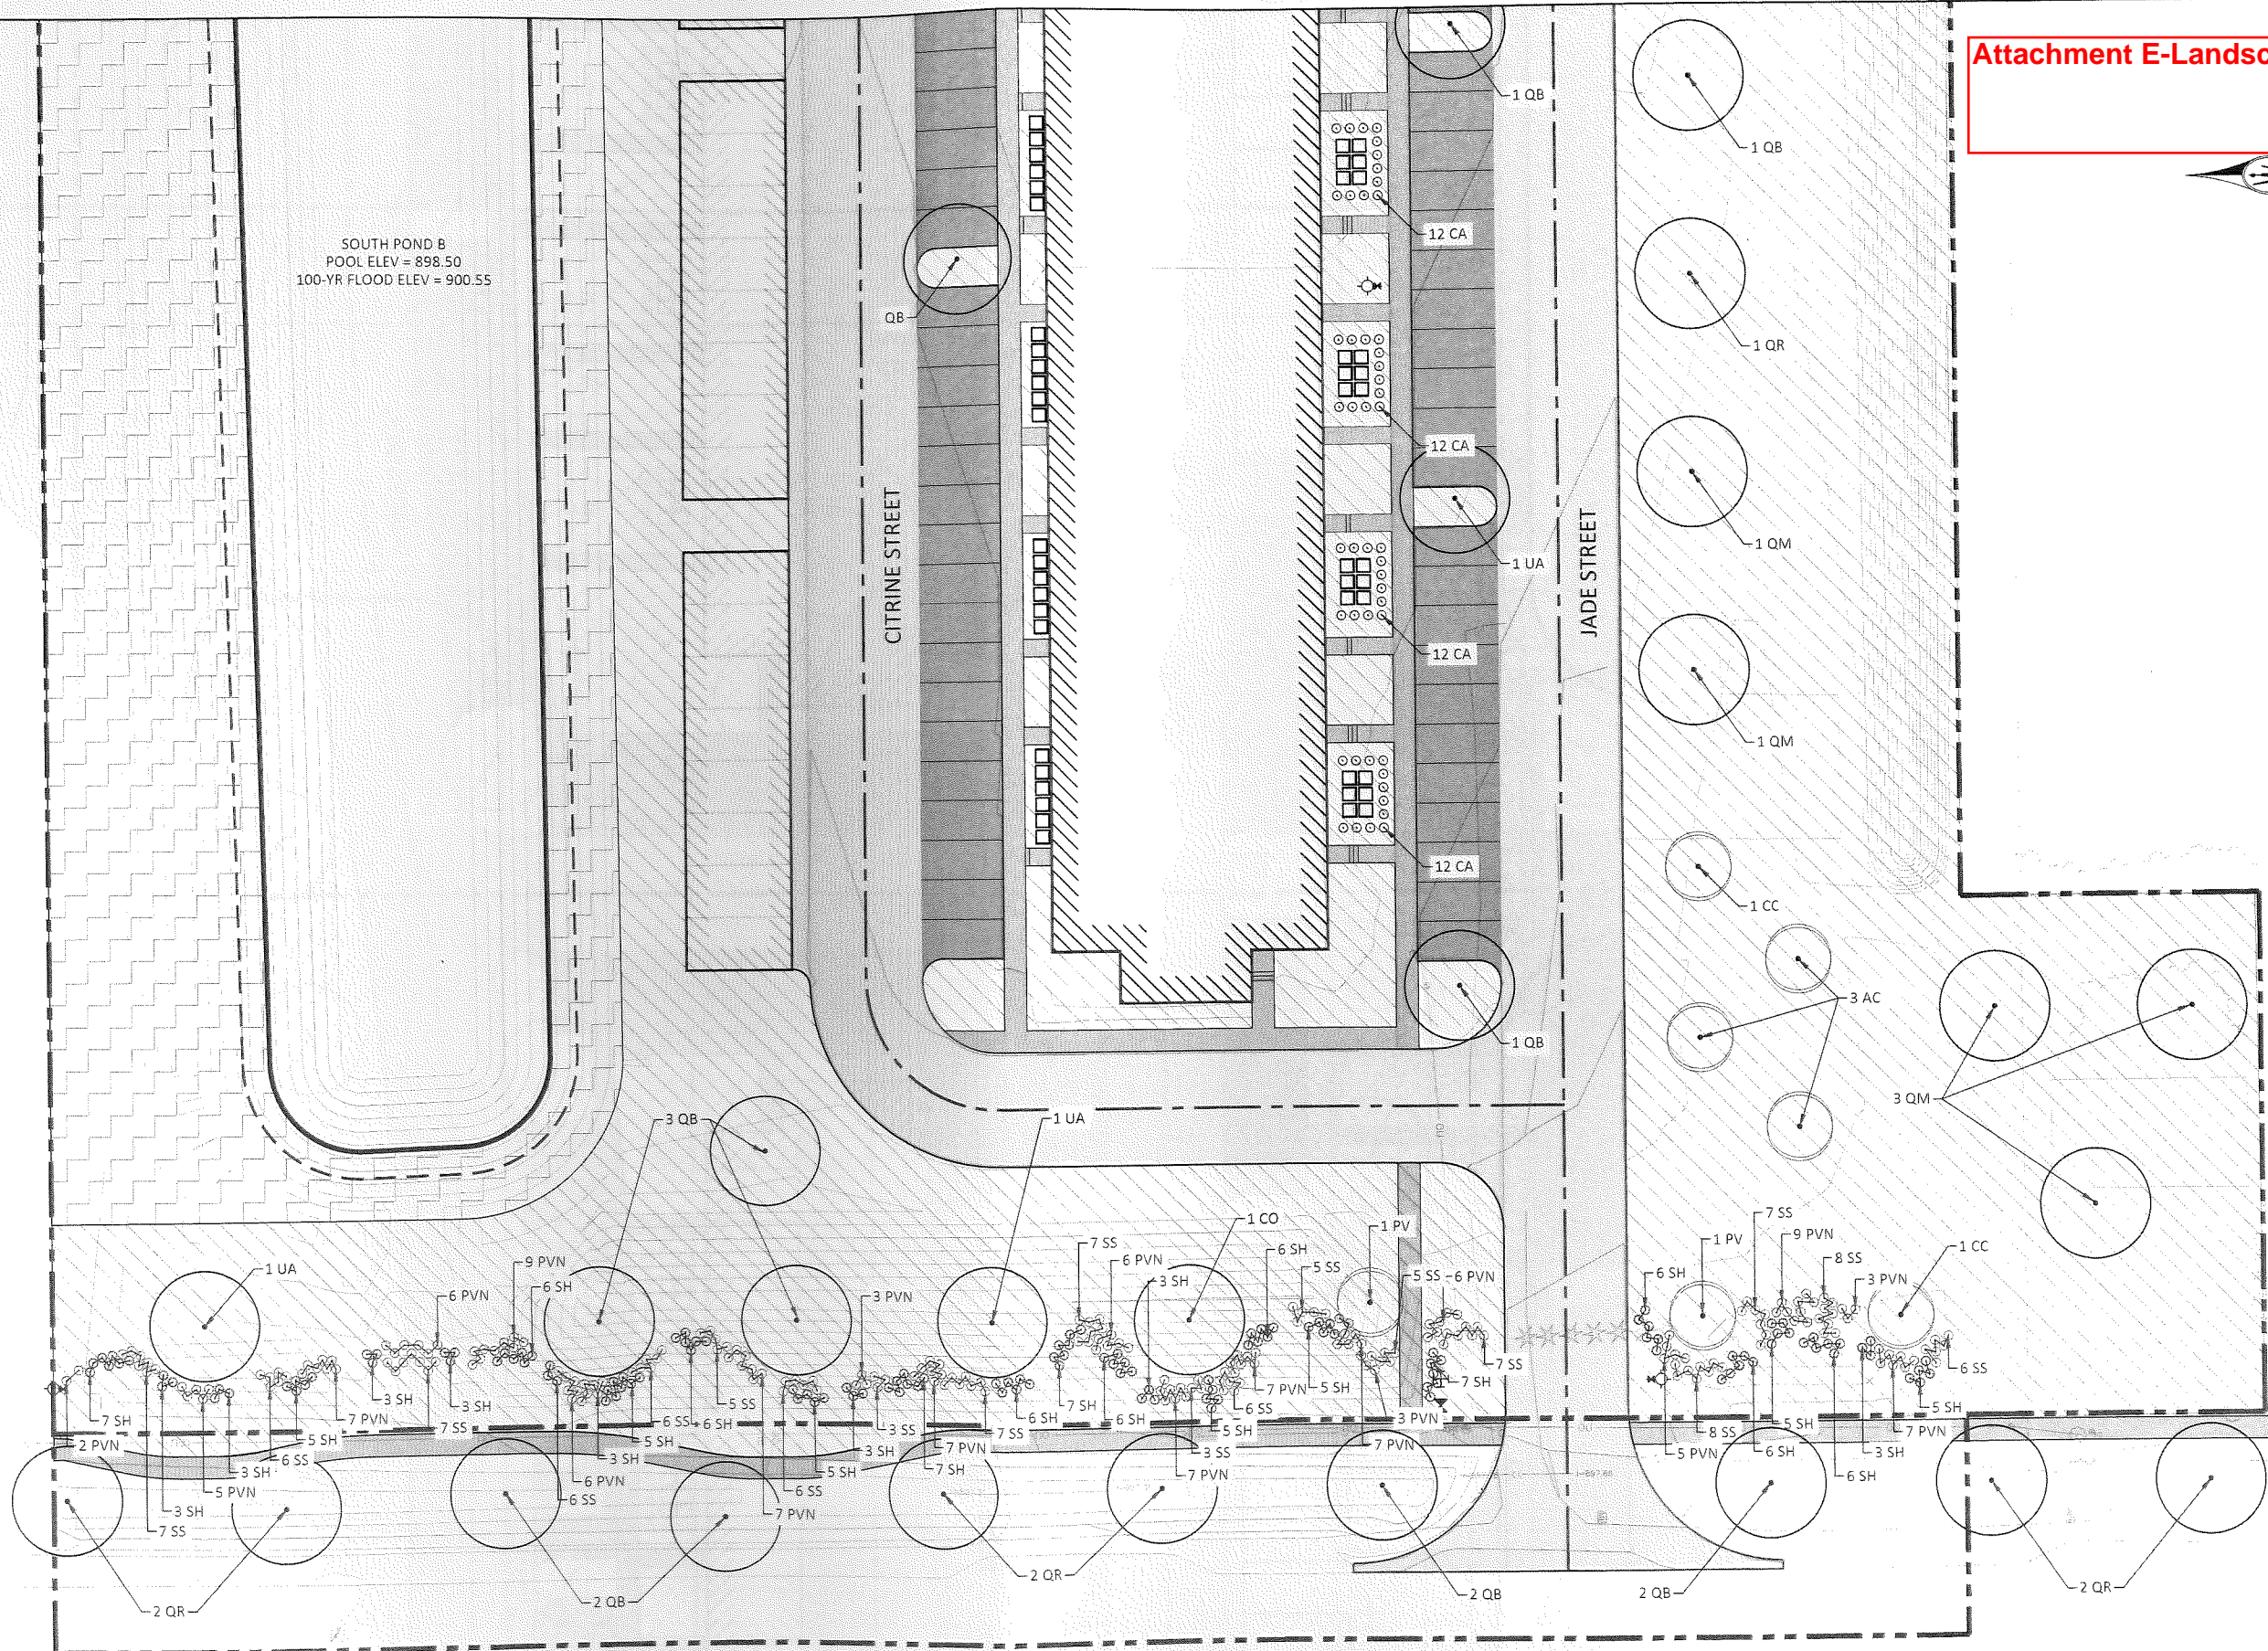 Attachment E-Landsc
1 QB
1 QB
SOUTH POND B
POOL ELEV = 898.50
100-YR FLOOD ELEV = 900.55
12 CA
QB
1 QR
12 CA
CITRINE STREET
JADE STREET
1 QM
1 UA
12 CA
1 QM
12 CA
1 CC
3 AC
1 QB
3 QM
3 QB
1 UA
1 UA
9 PVN
6 SH
6 PVN
3 PVN
7 SS
6 PVN
3 SH
1 CO
6 SH
5 SS
1 PV
5 SS
6 PVN
6 SH
1 PV
7 SS
9 PVN
8 SS
3 PVN
1 CC
7 SH
2 PVN
7 PVN
3 SH
3 SH
7 SS
5 SH
6 SS
3 SH
5 PVN
3 SH
7 SS
5 SS
6 SS
6 SH
5 SH
3 SH
6 PVN
6 SS
6 SS
7 PVN
5 SH
3 SH
3 SS
7 PVN
7 SH
7 SS
6 SH
7 SH
6 SH
7 PVN
5 SH
6 SS
5 SH
3 SS
7 PVN
7 SS
7 SH
3 PVN
7 PVN
5 PVN
8 SS
6 SH
5 SH
6 SH
3 SH
7 PVN
5 SH
6 SS
2 QR
2 QB
2 QR
2 QB
2 QB
2 QR